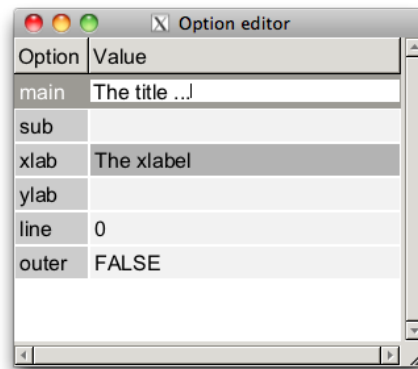 Option editor
Option Value
main The title ...
sub
xlab The xlabel
ylab
line 0
outer FALSE